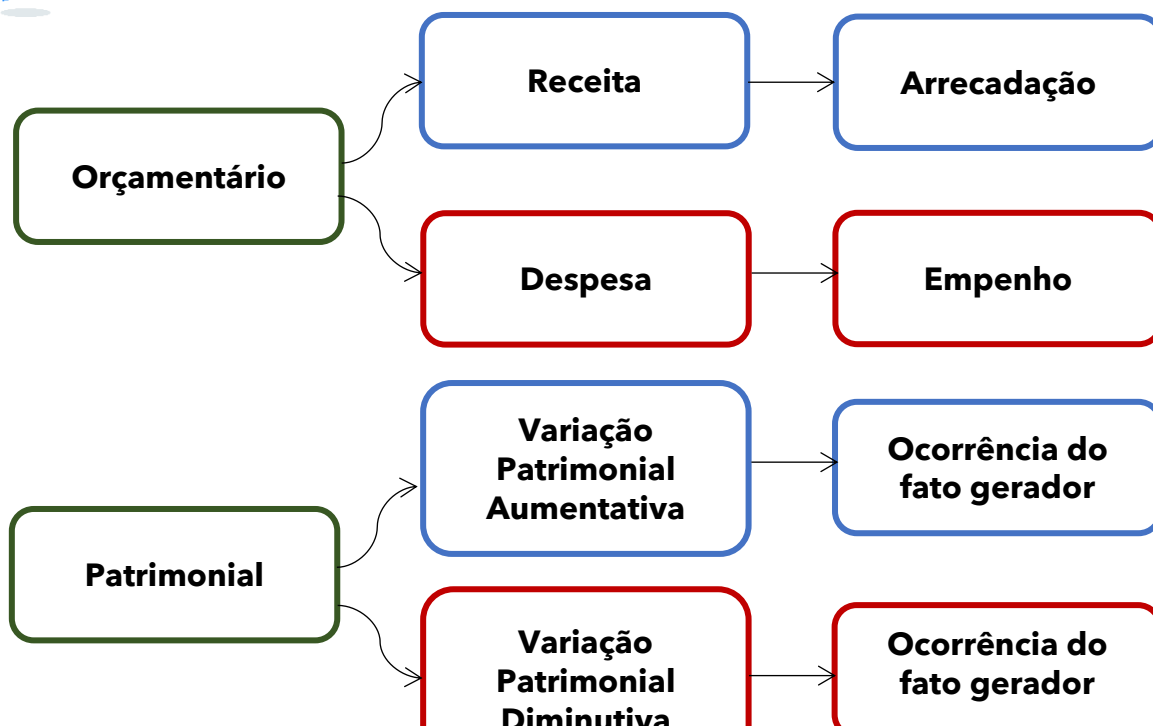 Receita
Arrecadação
Orçamentário
Despesa
Empenho
Variação
Patrimonial
Aumentativa
Ocorrência do
fato gerador
Patrimonial
Variação
Patrimonial
Diminutiva
Ocorrência do
fato gerador